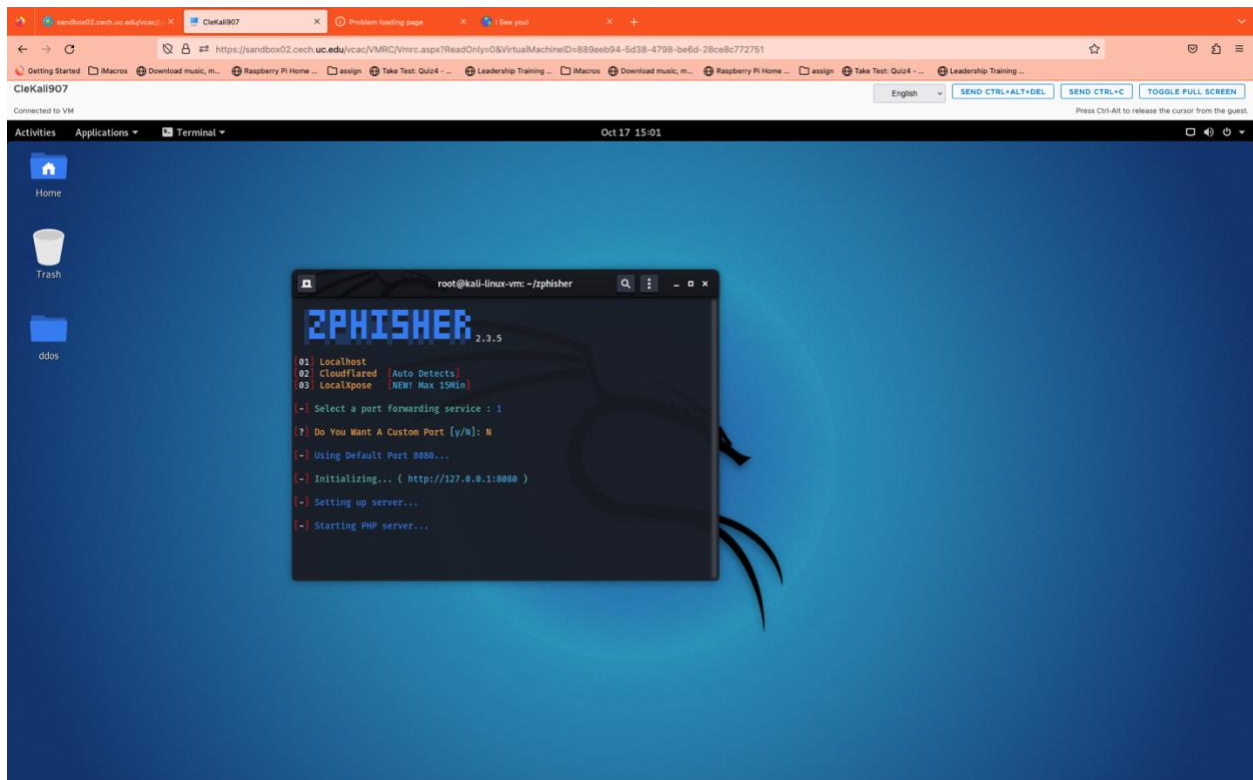 sandbox02.cech.uc.edu/vcac/
CleKali907
Problem loading page
I See you!
https://sandbox02.cech.uc.edu/vcac/VMRC/Vmrc.aspx?ReadOnly=0&VirtualMachineID=889eeb94-5d38-4798-be6d-28ce8c772751
Getting Started iMacros Download music, m... Raspberry Pi Home ... assign Take Test: Quiz4 - ... Leadership Training ... iMacros Download music, m... Raspberry Pi Home ... assign Take Test: Quiz4 - ... Leadership Training ...
CleKali907
English SEND CTRL+ALT+DEL SEND CTRL+C TOGGLE FULL SCREEN
Connected to VM
Press Ctrl-Alt to release the cursor from the guest.
Activities Applications Terminal Oct 17 15:01
Home
Trash
ddos
root@kali-linux-vm: ~/zphisher
ZPHISHER 2.3.5
[01] Localhost
[02] Cloudflared [Auto Detects]
[03] LocalXpose [NEW! Max 15Min]
[-] Select a port forwarding service : 1
[?] Do You Want A Custom Port [y/N]: N
[-] Using Default Port 8080...
[-] Initializing... ( http://127.0.0.1:8080 )
[-] Setting up server...
[-] Starting PHP server...